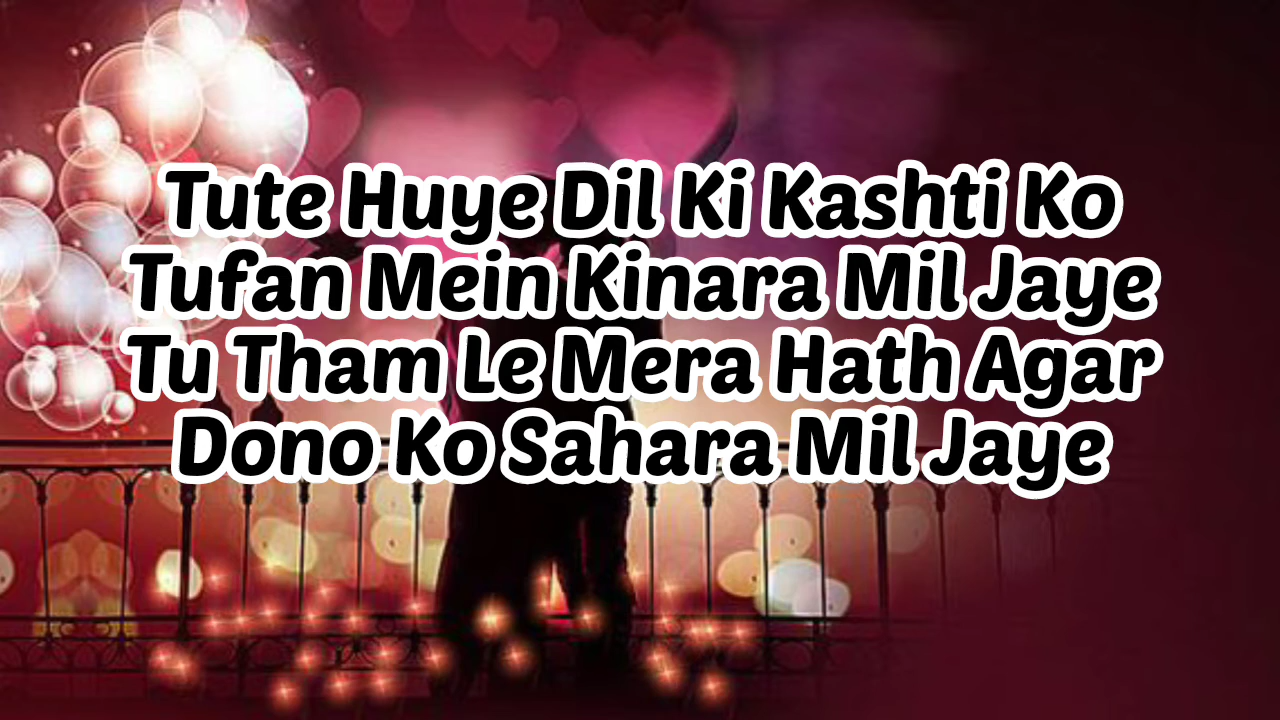 Tute Huye Dil Ki Kashti Ko
Tufan Mein Kinara Mil Jaye
Tu Tham Le Mera Hath Agar
Dono Ko Sahara Mil Jaye